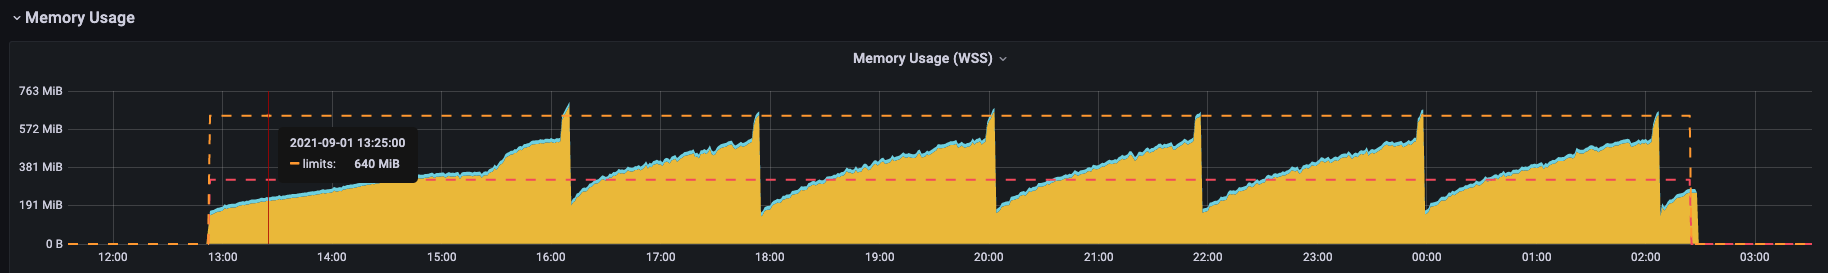 Memory Usage
Memory Usage (WSS)
763 MiB
572 MiB
381 MiB
191 MiB
0 B
2021-09-01 13:25:00
limits: 640 MiB
12:00 13:00 14:00 15:00 16:00 17:00 18:00 19:00 20:00 21:00 22:00 23:00 00:00 01:00 02:00 03:00